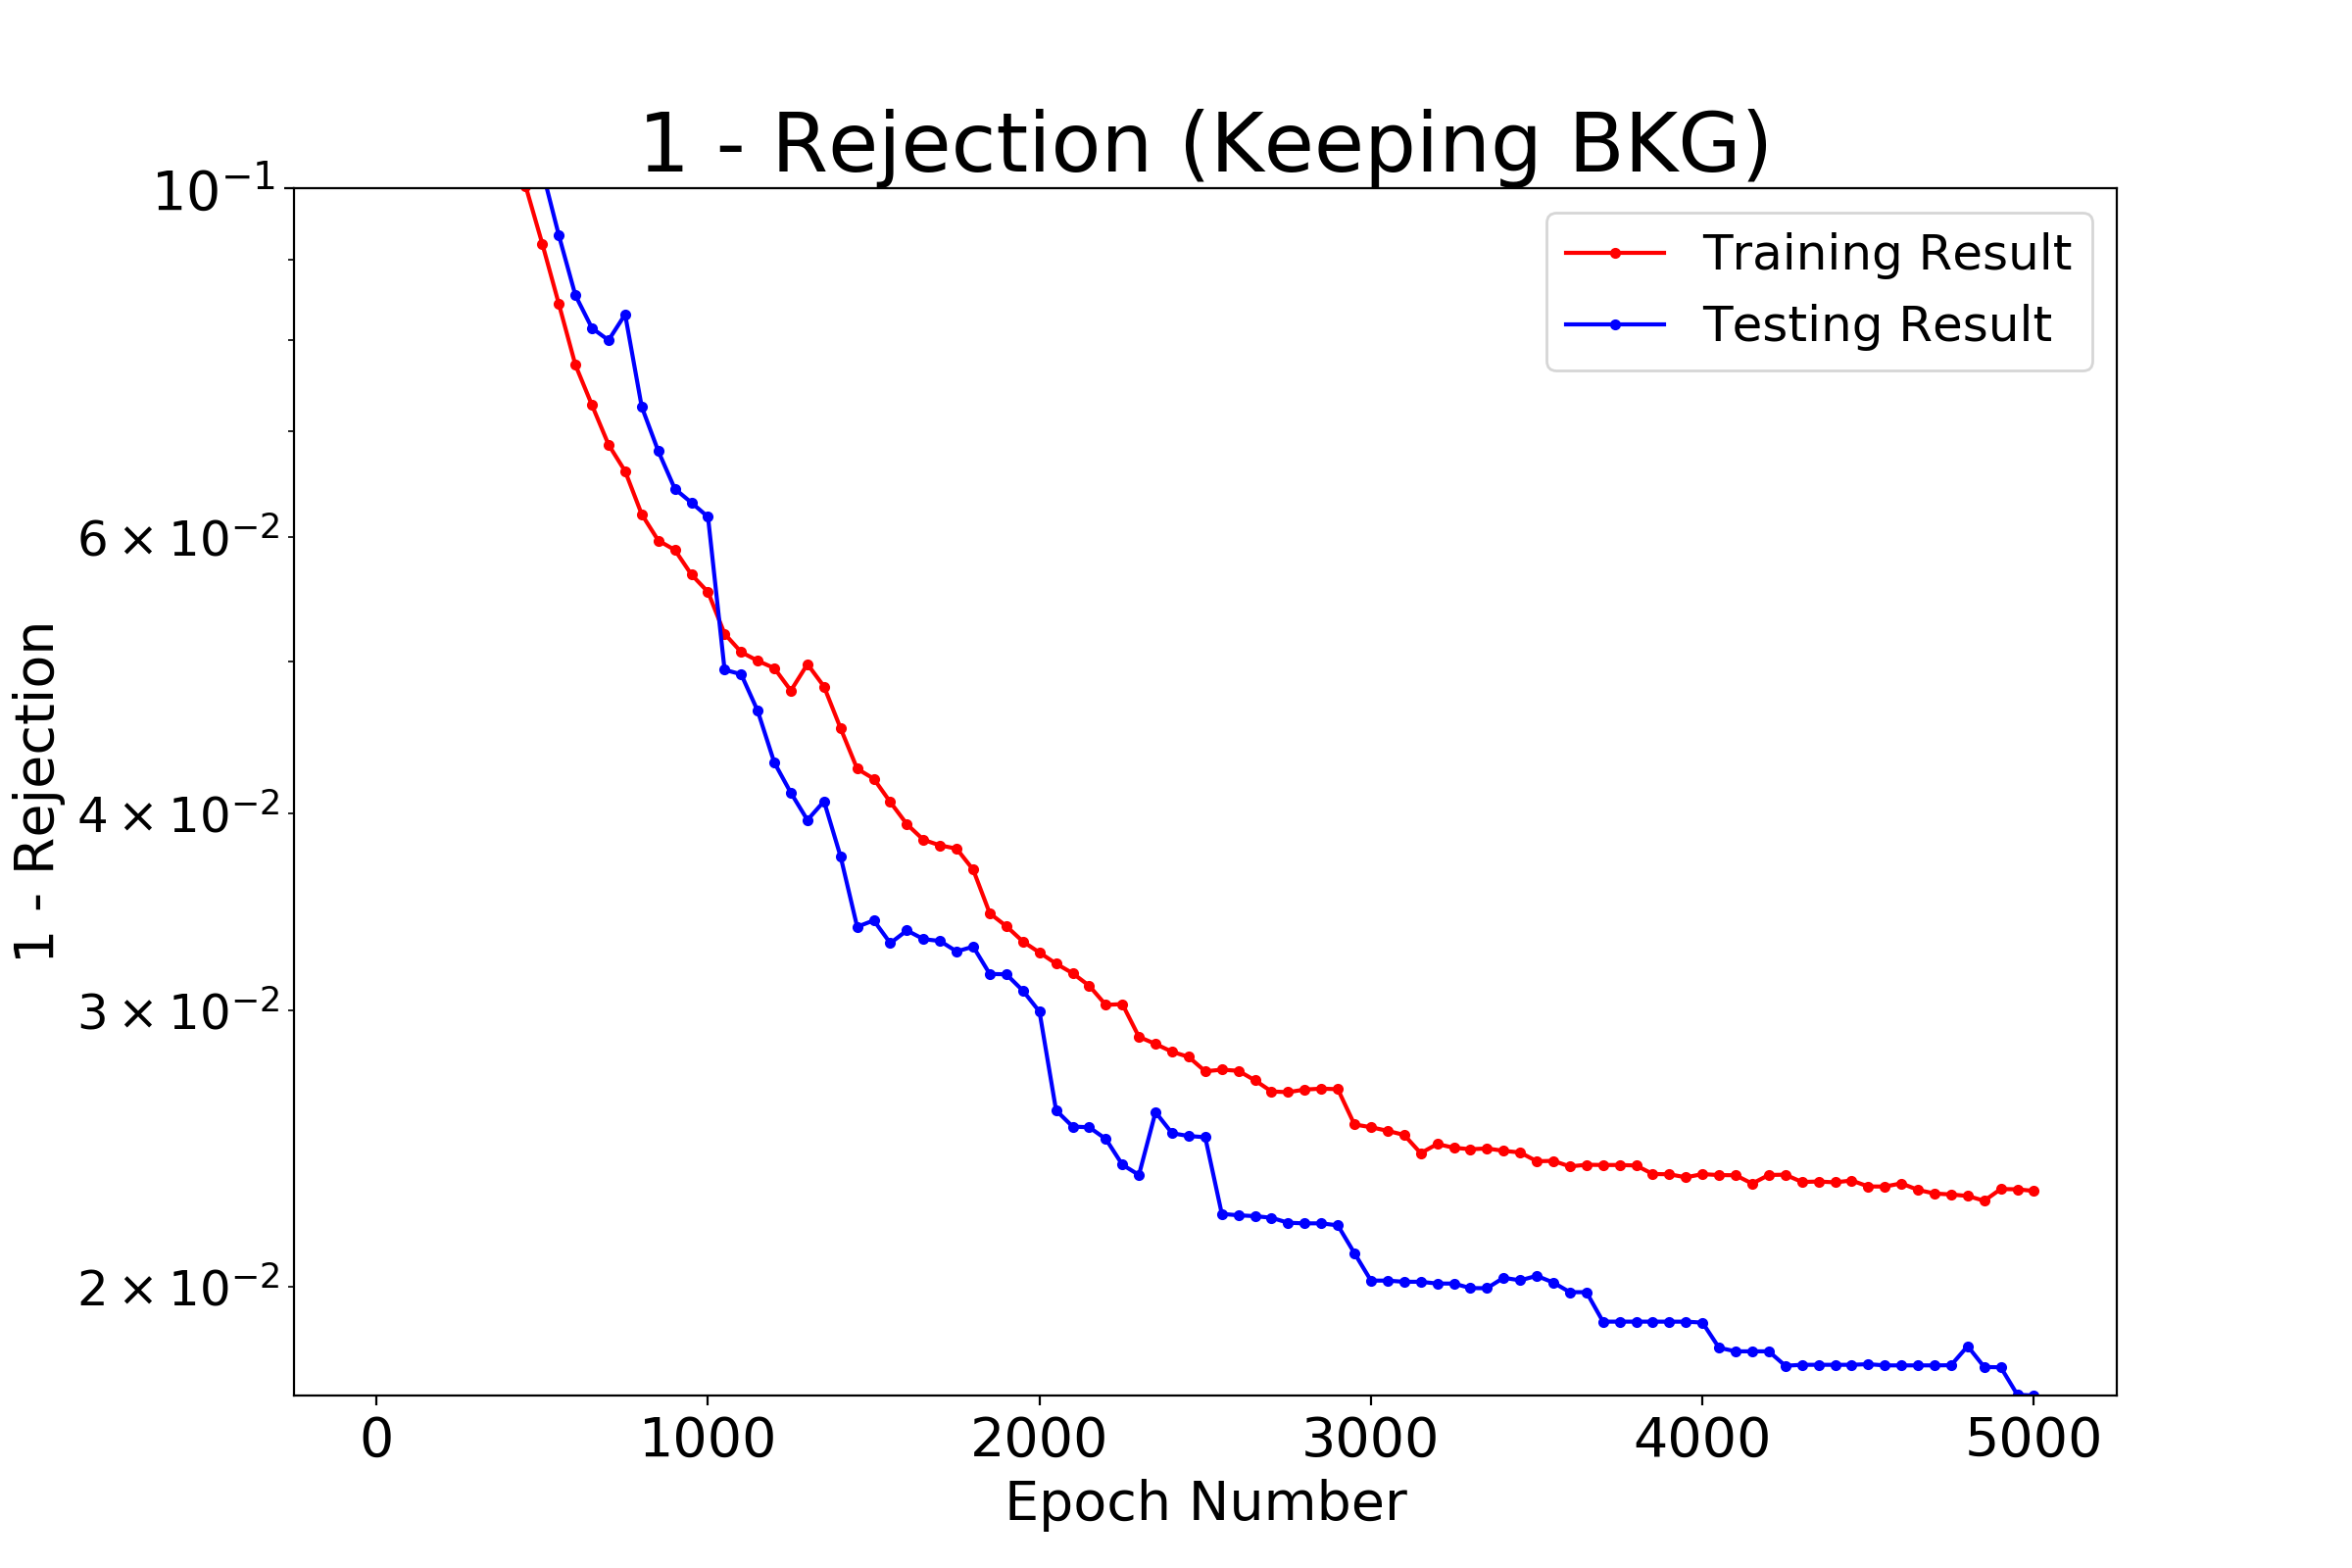 1 - Rejection (Keeping BKG)
10⁻¹
6 × 10⁻²
4 × 10⁻²
3 × 10⁻²
2 × 10⁻²
1 - Rejection
Training Result
Testing Result
0 1000 2000 3000 4000 5000
Epoch Number